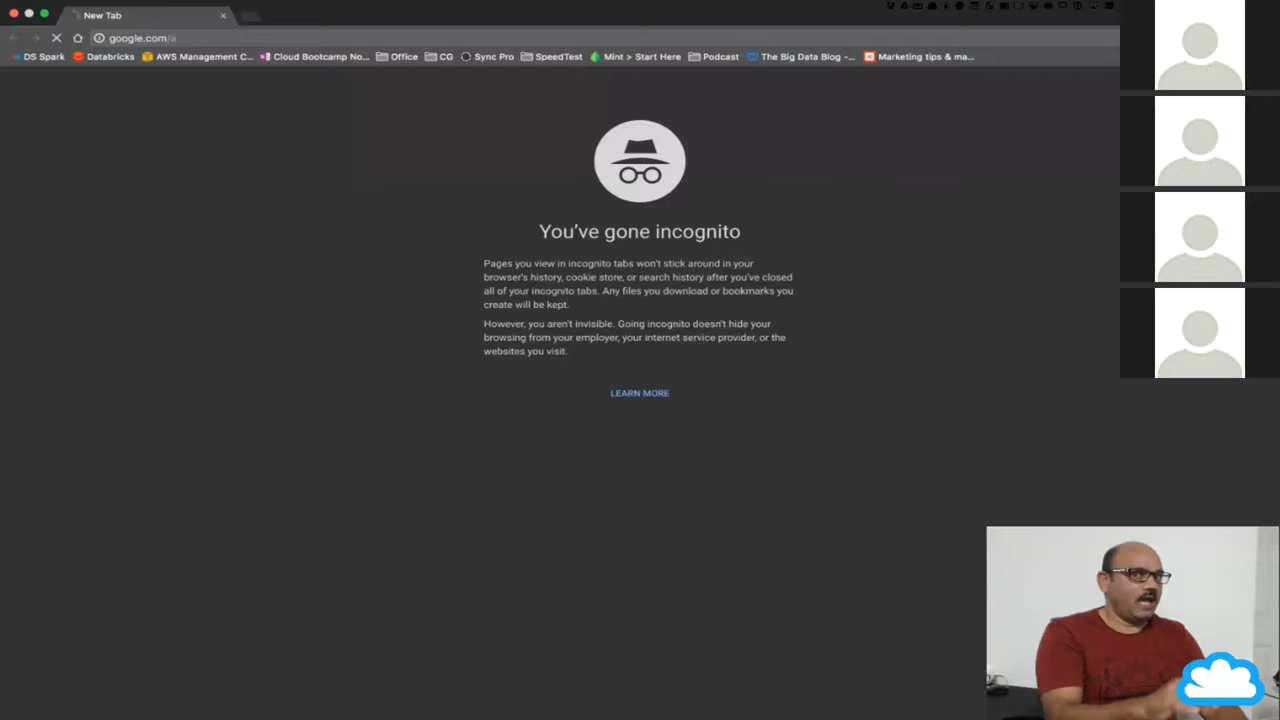 New Tab
google.com/a
DS Spark Databricks AWS Management C... Cloud Bootcamp No... Office CG Sync Pro SpeedTest Mint > Start Here Podcast The Big Data Blog -... Marketing tips & ma...
You've gone incognito
Pages you view in incognito tabs won't stick around in your
browser's history, cookie store, or search history after you've closed
all of your incognito tabs. Any files you download or bookmarks you
create will be kept.
However, you aren't invisible. Going incognito doesn't hide your
browsing from your employer, your internet service provider, or the
websites you visit.
LEARN MORE